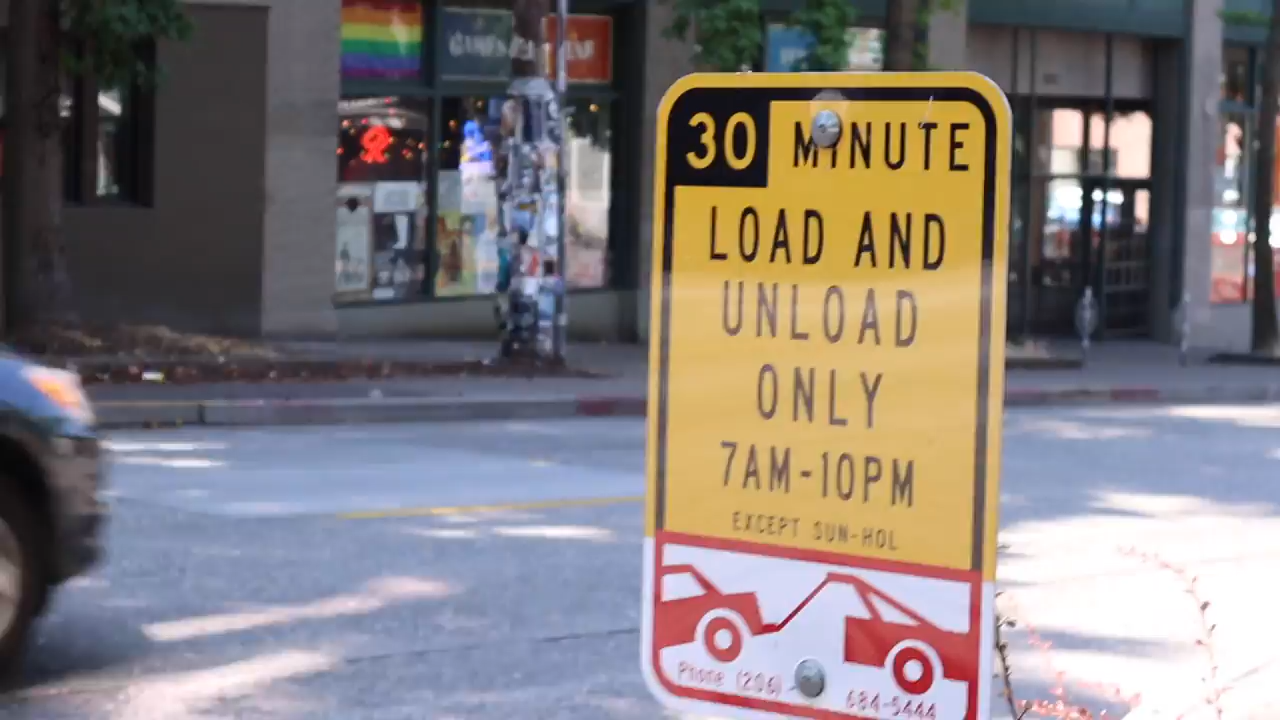 30 MINUTE
LOAD AND
UNLOAD
ONLY
7AM-10PM
EXCEPT SUN-HOL
Phone (206) 684-5444